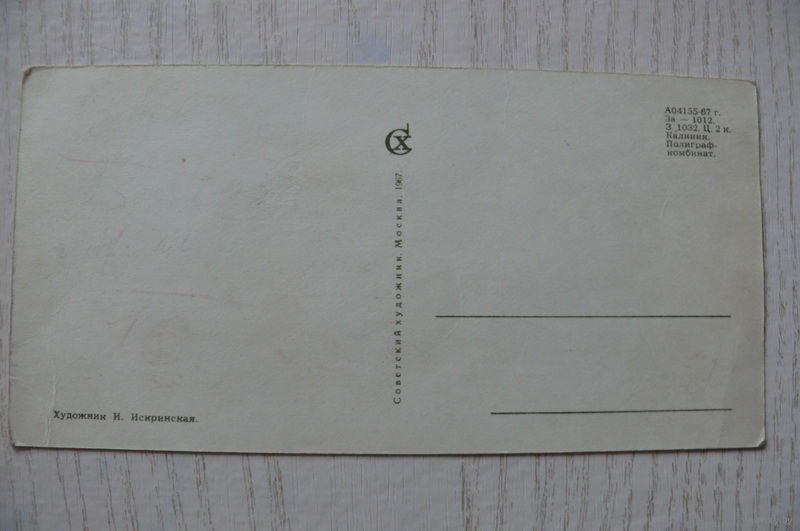 СХ
А04155-67 г.
За — 1012.
З. 1032. Ц. 2 к.
Калинин.
Полиграф-
комбинат.
Советский художник. Москва. 1967.
Художник И. Искринская.